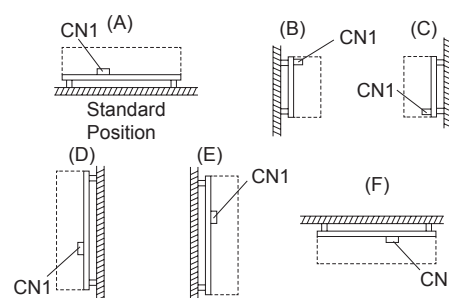 (A)
CN1
Standard
Position
(B)
CN1
(C)
CN1
(D)
CN1
(E)
CN1
(F)
CN